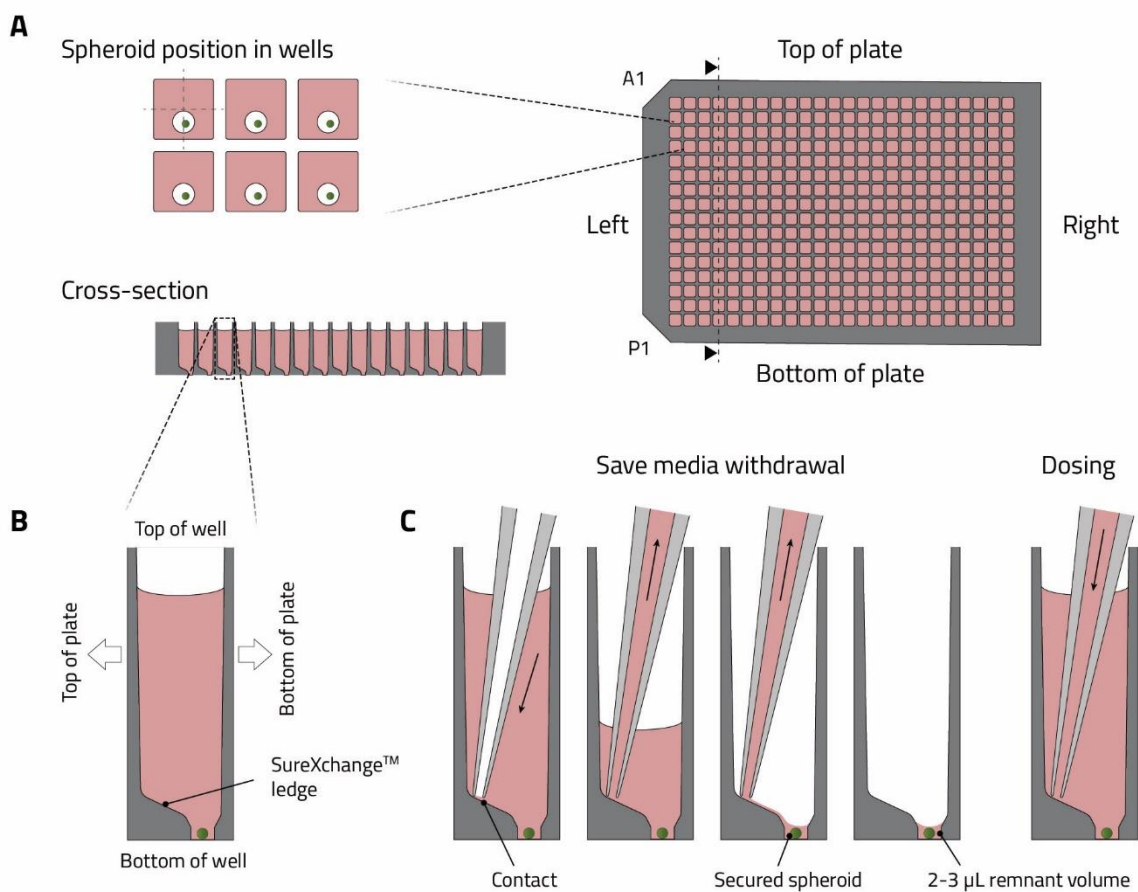 A
Spheroid position in wells
Top of plate
A1
Left
Right
Cross-section
P1
Bottom of plate
Save media withdrawal
Dosing
B
Top of well
C
Top of plate
Bottom of plate
SureXchange™
ledge
Bottom of well
Contact
Secured spheroid
2-3 µL remnant volume